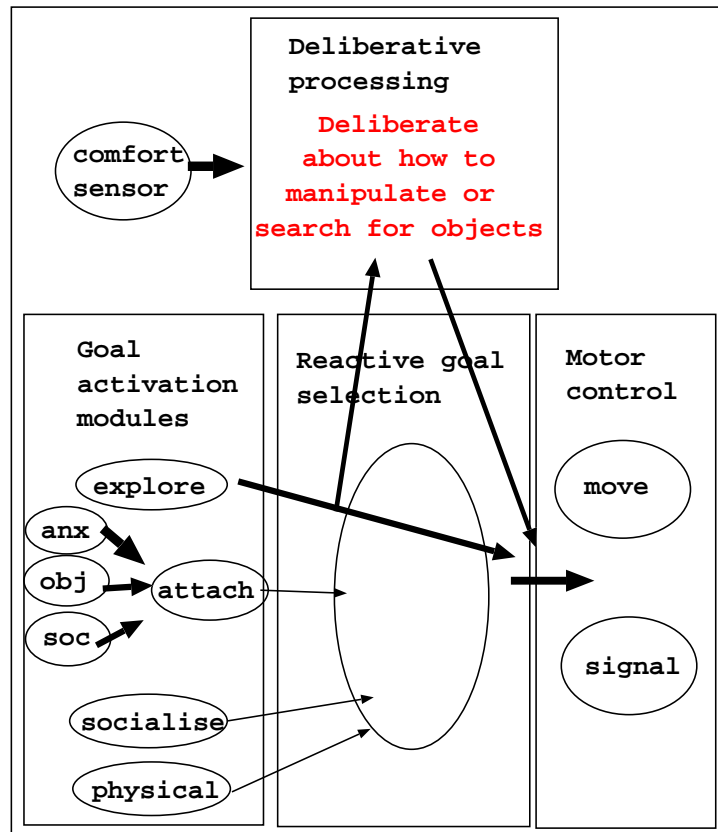 Deliberative
processing
Deliberate
about how to
manipulate or
search for objects
comfort
sensor
Goal
activation
modules
explore
anx
obj
attach
soc
socialise
physical
Reactive goal
selection
Motor
control
move
signal